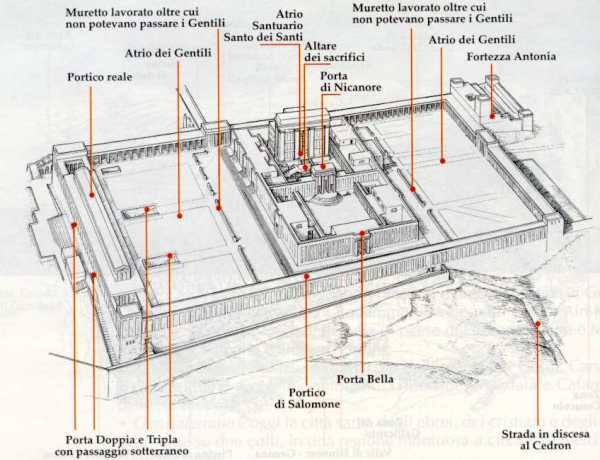 Muretto lavorato oltre cui
non potevano passare i Gentili
Atrio dei Gentili
Portico reale
Atrio
Santuario
Santo dei Santi
Altare
dei sacrifici
Porta
di Nicanore
Muretto lavorato oltre cui
non potevano passare i Gentili
Atrio dei Gentili
Fortezza Antonia
Porta Doppia e Tripla
con passaggio sotterraneo
Portico
di Salomone
Porta Bella
Strada in discesa
al Cedron